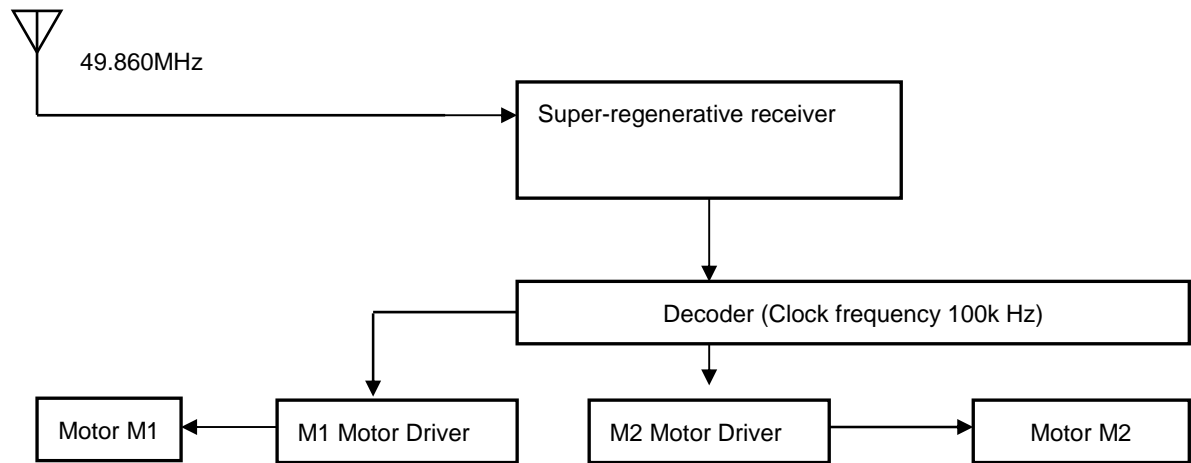 49.860MHz
Super-regenerative receiver
Decoder (Clock frequency 100k Hz)
Motor M1
M1 Motor Driver
M2 Motor Driver
Motor M2